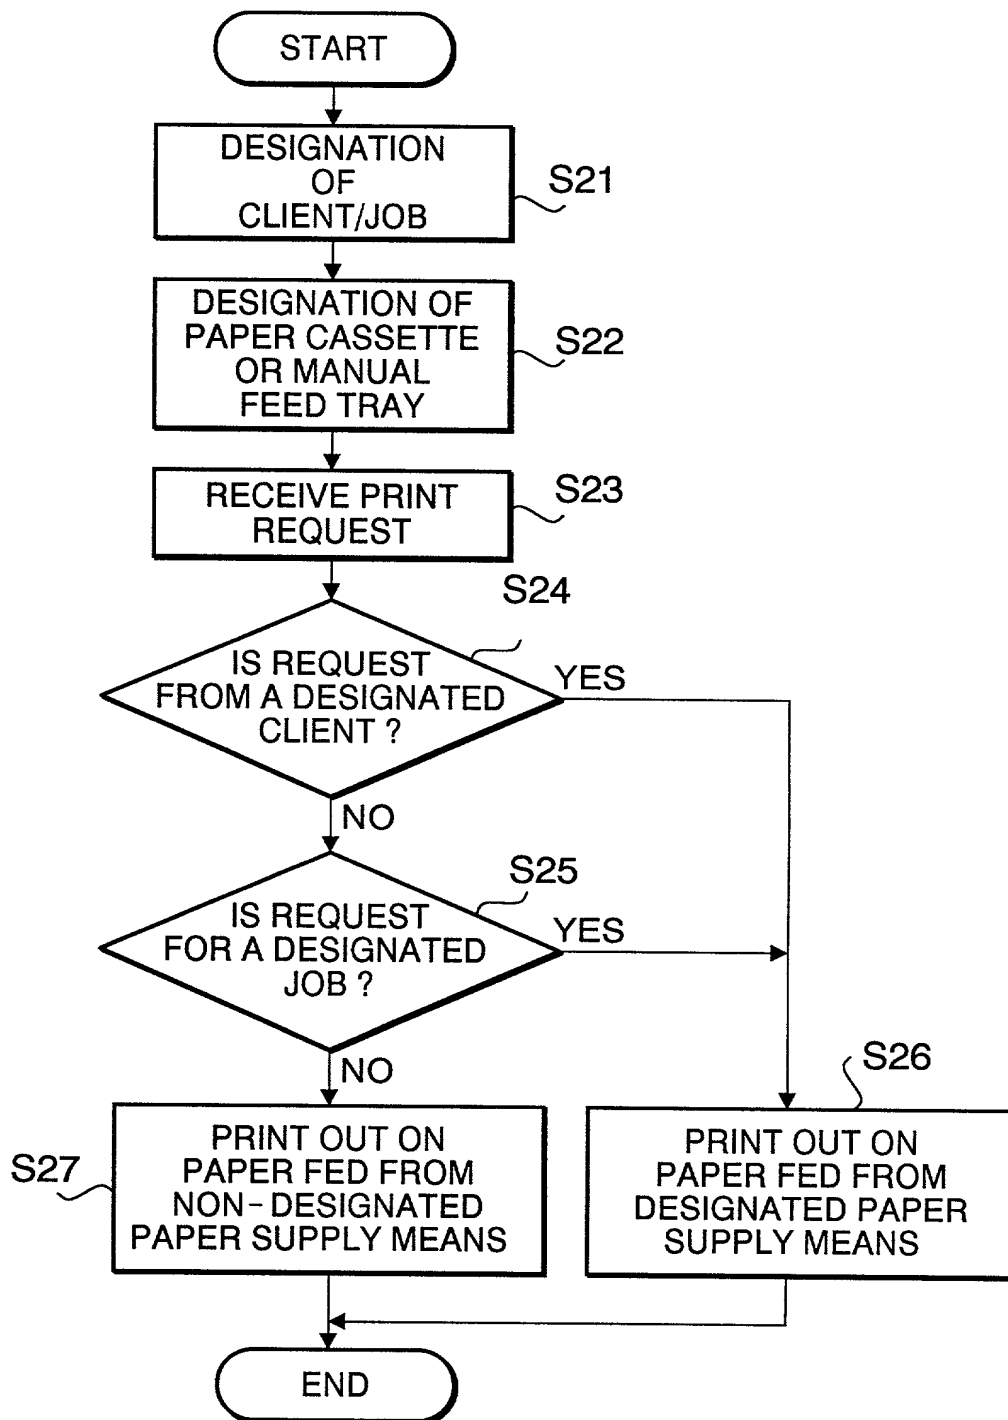 START
DESIGNATION
OF
CLIENT/JOB
S21
DESIGNATION OF
PAPER CASSETTE
OR MANUAL
FEED TRAY
S22
RECEIVE PRINT
REQUEST
S23
S24
IS REQUEST
FROM A DESIGNATED
CLIENT ?
YES
NO
S25
IS REQUEST
FOR A DESIGNATED
JOB ?
YES
NO
S26
S27
PRINT OUT ON
PAPER FED FROM
NON-DESIGNATED
PAPER SUPPLY MEANS
PRINT OUT ON
PAPER FED FROM
DESIGNATED PAPER
SUPPLY MEANS
END